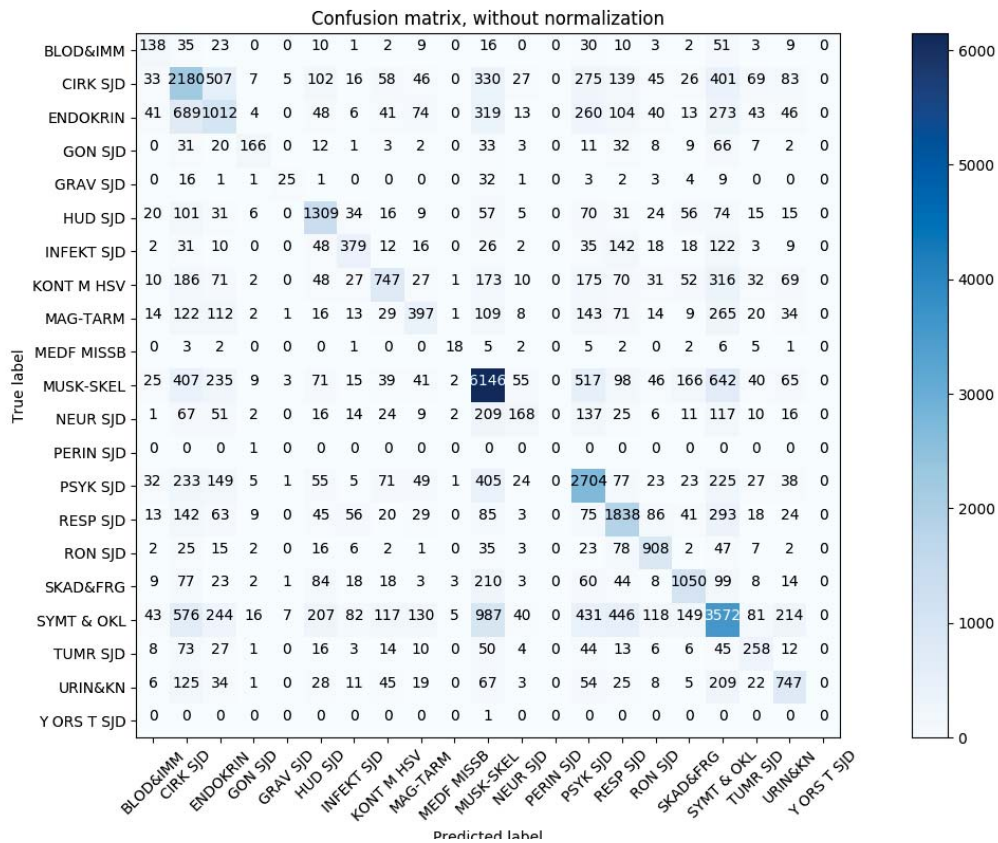 Confusion matrix, without normalization
BLOD&IMM 138 35 23 0 0 10 1 2 9 0 16 0 0 30 10 3 2 51 3 9 0
CIRK SJD 33 2180 507 7 5 102 16 58 46 0 330 27 0 275 139 45 26 401 69 83 0
ENDOKRIN 41 689 1012 4 0 48 6 41 74 0 319 13 0 260 104 40 13 273 43 46 0
GON SJD 0 31 20 166 0 12 1 3 2 0 33 3 0 11 32 8 9 66 7 2 0
GRAV SJD 0 16 1 1 25 1 0 0 0 0 32 1 0 3 2 3 4 9 0 0 0
HUD SJD 20 101 31 6 0 1309 34 16 9 0 57 5 0 70 31 24 56 74 15 15 0
INFEKT SJD 2 31 10 0 0 48 379 12 16 0 26 2 0 35 142 18 18 122 3 9 0
KONT M HSV 10 186 71 2 0 48 27 747 27 1 173 10 0 175 70 31 52 316 32 69 0
MAG-TARM 14 122 112 2 1 16 13 29 397 1 109 8 0 143 71 14 9 265 20 34 0
MEDF MISSB 0 3 2 0 0 0 1 0 0 18 5 2 0 5 2 0 2 6 5 1 0
MUSK-SKEL 25 407 235 9 3 71 15 39 41 2 6146 55 0 517 98 46 166 642 40 65 0
NEUR SJD 1 67 51 2 0 16 14 24 9 2 209 168 0 137 25 6 11 117 10 16 0
PERIN SJD 0 0 0 1 0 0 0 0 0 0 0 0 0 0 0 0 0 0 0 0 0
PSYK SJD 32 233 149 5 1 55 5 71 49 1 405 24 0 2704 77 23 23 225 27 38 0
RESP SJD 13 142 63 9 0 45 56 20 29 0 85 3 0 75 1838 86 41 293 18 24 0
RON SJD 2 25 15 2 0 16 6 2 1 0 35 3 0 23 78 908 2 47 7 2 0
SKAD&FRG 9 77 23 2 1 84 18 18 3 3 210 3 0 60 44 8 1050 99 8 14 0
SYMT & OKL 43 576 244 16 7 207 82 117 130 5 987 40 0 431 446 118 149 3572 81 214 0
TUMR SJD 8 73 27 1 0 16 3 14 10 0 50 4 0 44 13 6 6 45 258 12 0
URIN&KN 6 125 34 1 0 28 11 45 19 0 67 3 0 54 25 8 5 209 22 747 0
Y ORS T SJD 0 0 0 0 0 0 0 0 0 0 1 0 0 0 0 0 0 0 0 0 0
True label
BLOD&IMM
CIRK SJD
ENDOKRIN
GON SJD
GRAV SJD
HUD SJD
INFEKT SJD
KONT M HSV
MAG-TARM
MEDF MISSB
MUSK-SKEL
NEUR SJD
PERIN SJD
PSYK SJD
RESP SJD
RON SJD
SKAD&FRG
SYMT & OKL
TUMR SJD
URIN&KN
Y ORS T SJD
Predicted label
6000
5000
4000
3000
2000
1000
0